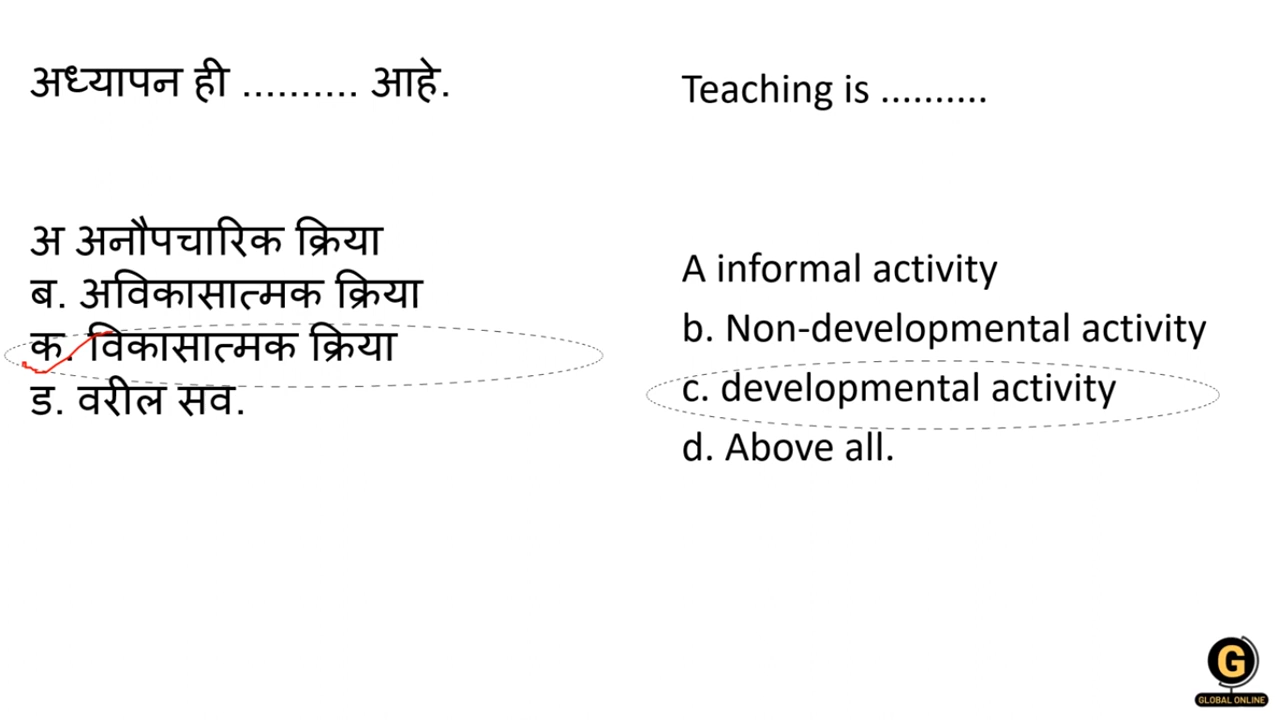 अध्यापन ही .......... आहे.
अ अनौपचारिक क्रिया
ब. अविकासात्मक क्रिया
क. विकासात्मक क्रिया
ड. वरील सव.
Teaching is ..........
A informal activity
b. Non-developmental activity
c. developmental activity
d. Above all.
G
GLOBAL ONLINE